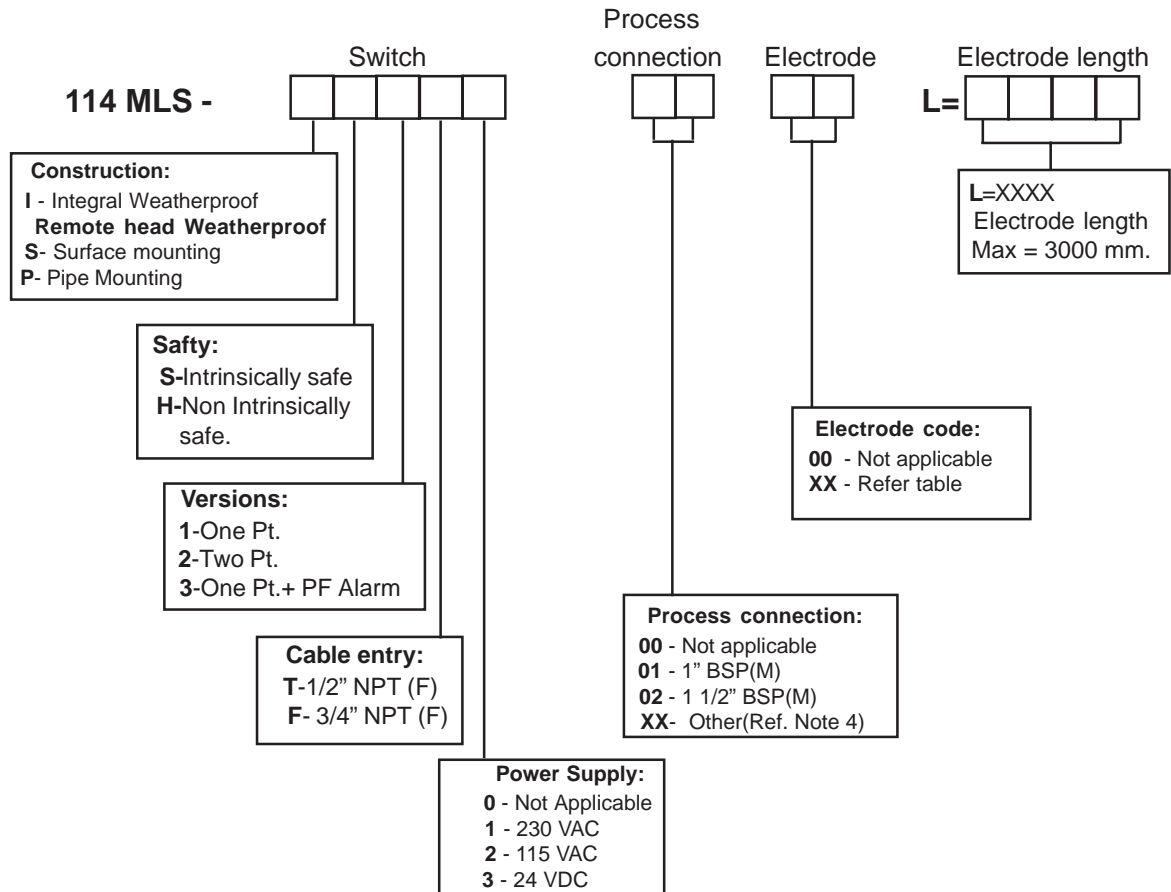 Process
Switch connection Electrode Electrode length
114 MLS - L=
Construction:
I - Integral Weatherproof
Remote head Weatherproof
S- Surface mounting
P- Pipe Mounting
L=XXXX
Electrode length
Max = 3000 mm.
Safty:
S-Intrinsically safe
H-Non Intrinsically
safe.
Electrode code:
00 - Not applicable
XX - Refer table
Versions:
1-One Pt.
2-Two Pt.
3-One Pt.+ PF Alarm
Process connection:
00 - Not applicable
01 - 1” BSP(M)
02 - 1 1/2” BSP(M)
XX- Other(Ref. Note 4)
Cable entry:
T-1/2” NPT (F)
F- 3/4” NPT (F)
Power Supply:
0 - Not Applicable
1 - 230 VAC
2 - 115 VAC
3 - 24 VDC